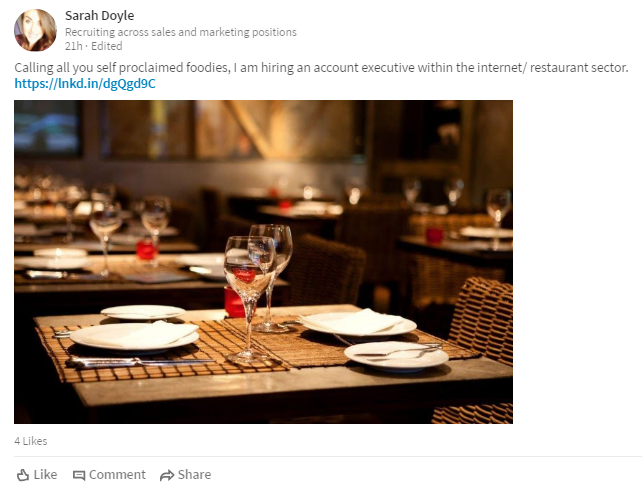 Sarah Doyle
Recruiting across sales and marketing positions
21h · Edited
Calling all you self proclaimed foodies, I am hiring an account executive within the internet/ restaurant sector.
https://lnkd.in/dgQgd9C
4 Likes
Like Comment Share